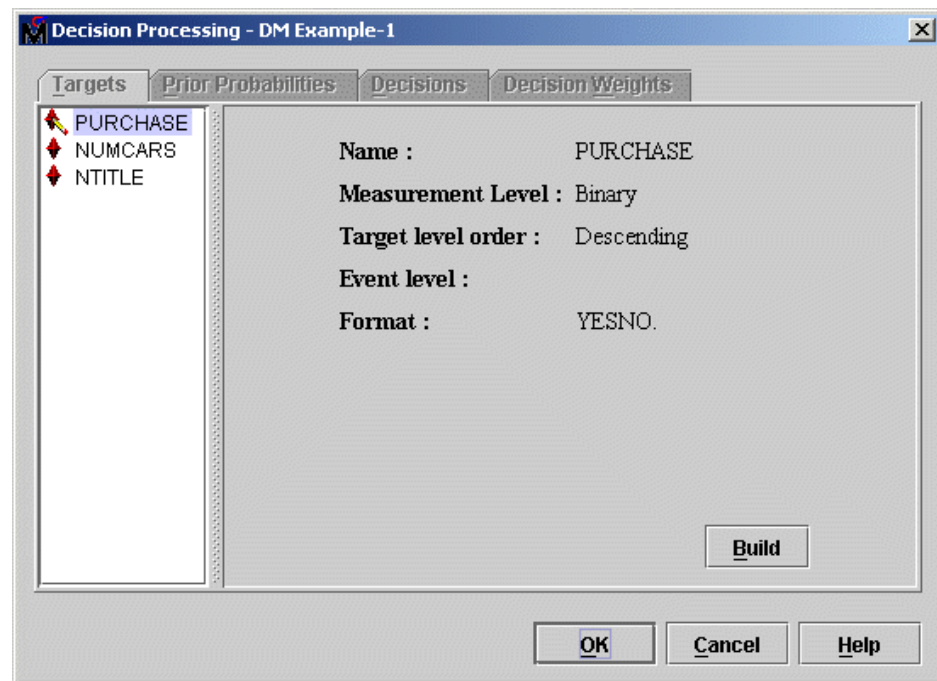 Decision Processing - DM Example-1
Targets Prior Probabilities Decisions Decision Weights
PURCHASE
NUMCARS
NTITLE
Name : PURCHASE
Measurement Level : Binary
Target level order : Descending
Event level :
Format : YESNO.
Build
OK Cancel Help